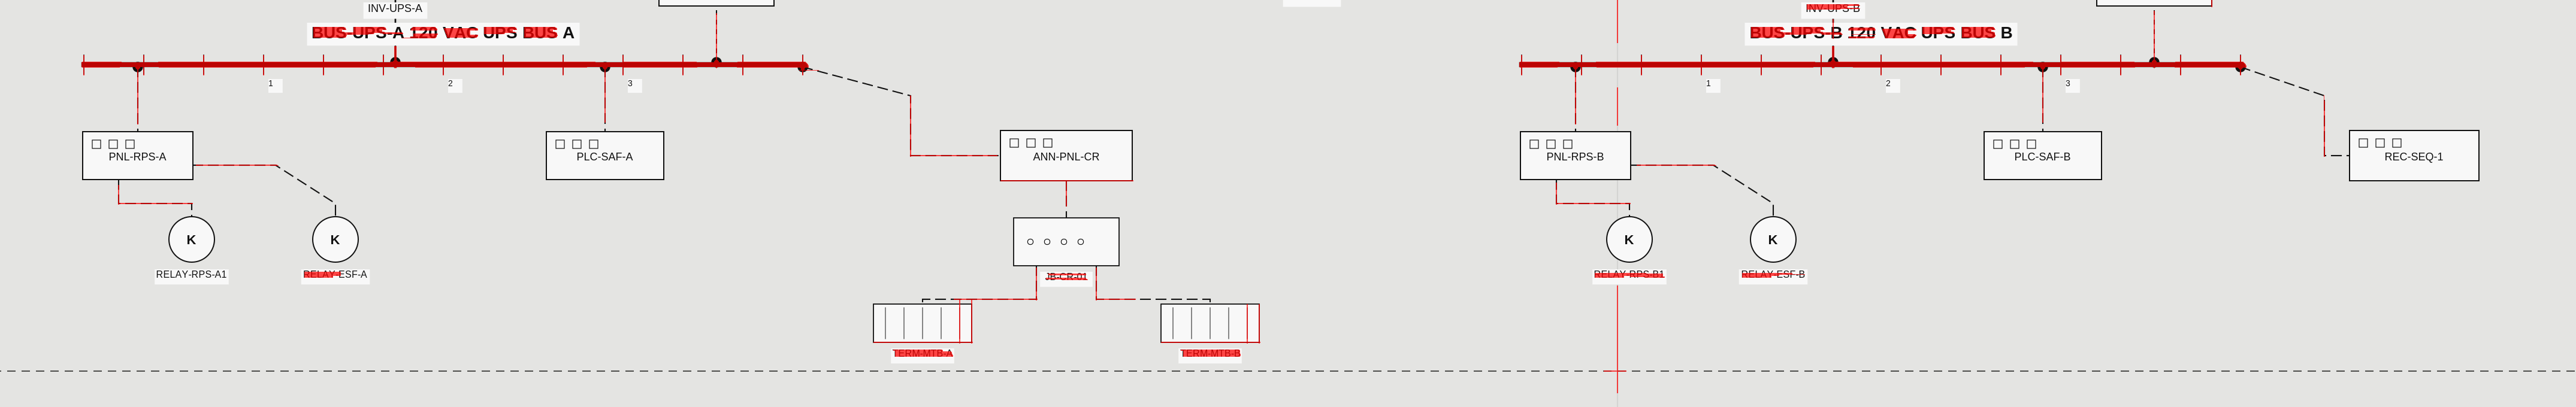 INV-UPS-A
INV-UPS-B
BUS-UPS-A 120 VAC UPS BUS A
BUS-UPS-B 120 VAC UPS BUS B
1 2 3
1 2 3
PNL-RPS-A
PLC-SAF-A
ANN-PNL-CR
PNL-RPS-B
PLC-SAF-B
REC-SEQ-1
K
K
K
K
RELAY-RPS-A1
RELAY-ESF-A
JB-CR-01
RELAY-RPS-B1
RELAY-ESF-B
TERM-MTB-A
TERM-MTB-B